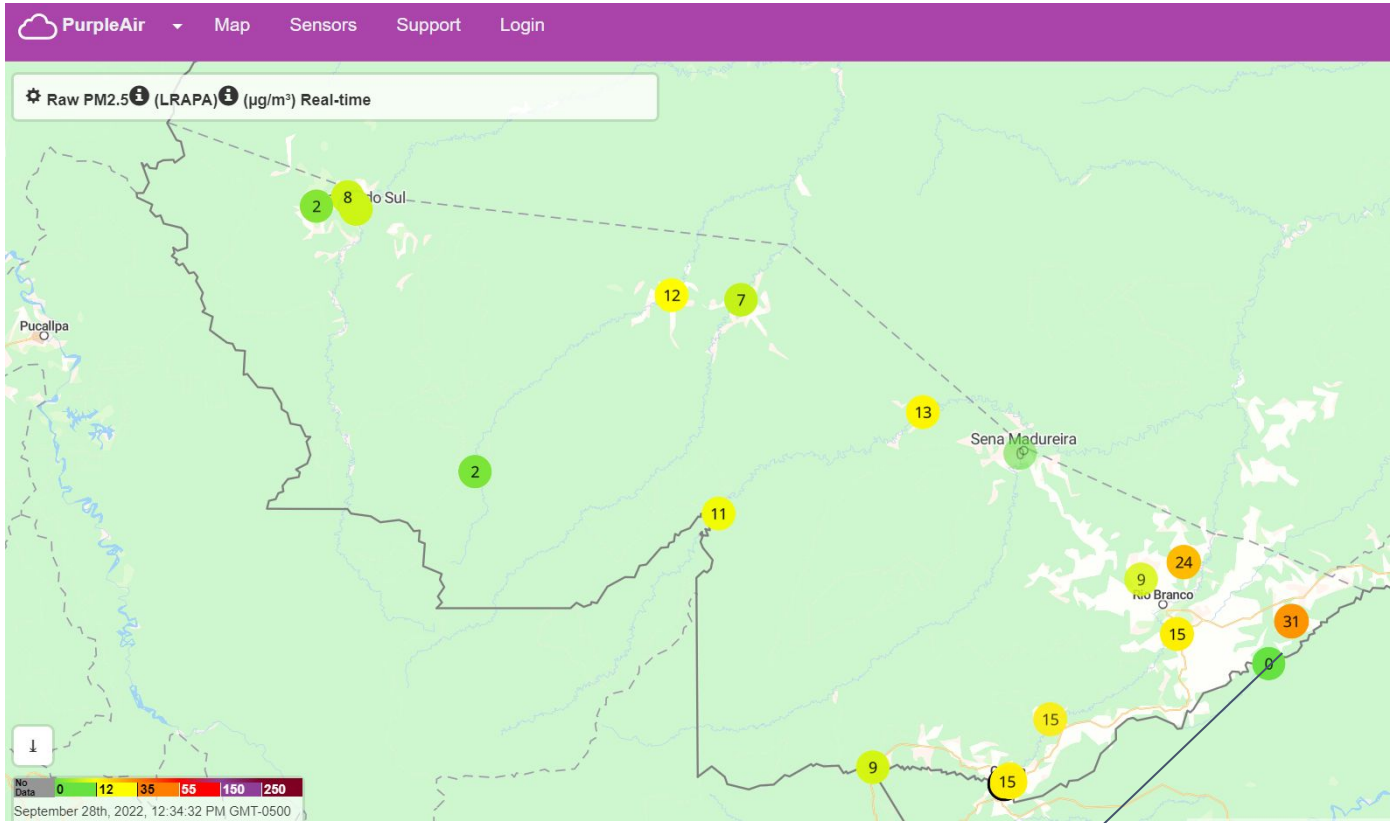 PurpleAir Map Sensors Support Login
Raw PM2.5 (LRAPA) (µg/m³) Real-time
2 8 do Sul
12 7
Pucallpa
13
Sena Madureira
0
2
11
24
9
Rio Branco
31
15
0
15
9
15
No Data 0 12 35 55 150 250
September 28th, 2022, 12:34:32 PM GMT-0500